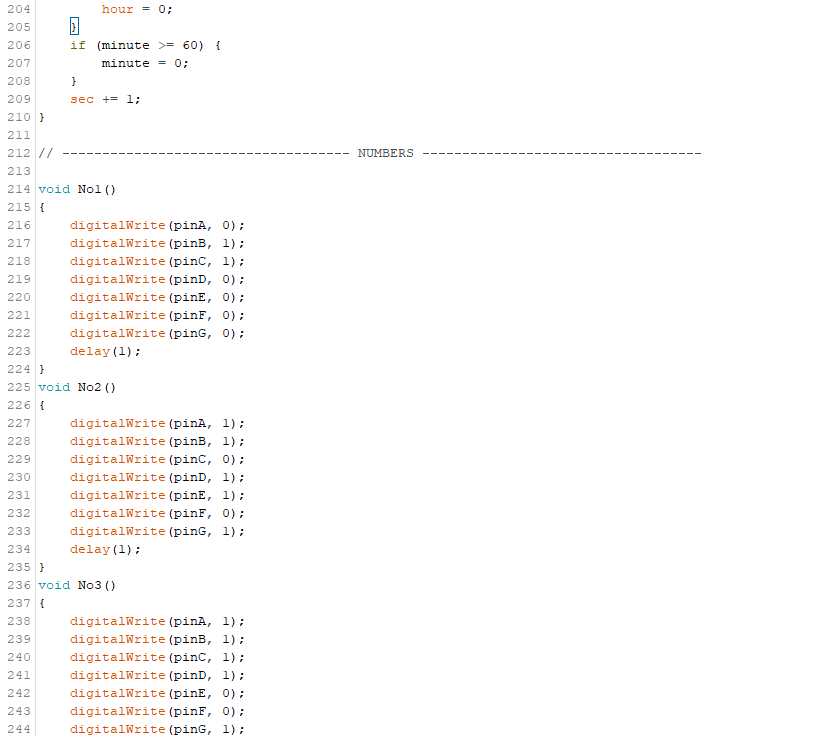 204         hour = 0;
205     }
206     if (minute >= 60) {
207         minute = 0;
208     }
209     sec += 1;
210 }
211
212 // ------------------------------------ NUMBERS -----------------------------------
213
214 void No1()
215 {
216     digitalWrite(pinA, 0);
217     digitalWrite(pinB, 1);
218     digitalWrite(pinC, 1);
219     digitalWrite(pinD, 0);
220     digitalWrite(pinE, 0);
221     digitalWrite(pinF, 0);
222     digitalWrite(pinG, 0);
223     delay(1);
224 }
225 void No2()
226 {
227     digitalWrite(pinA, 1);
228     digitalWrite(pinB, 1);
229     digitalWrite(pinC, 0);
230     digitalWrite(pinD, 1);
231     digitalWrite(pinE, 1);
232     digitalWrite(pinF, 0);
233     digitalWrite(pinG, 1);
234     delay(1);
235 }
236 void No3()
237 {
238     digitalWrite(pinA, 1);
239     digitalWrite(pinB, 1);
240     digitalWrite(pinC, 1);
241     digitalWrite(pinD, 1);
242     digitalWrite(pinE, 0);
243     digitalWrite(pinF, 0);
244     digitalWrite(pinG, 1);